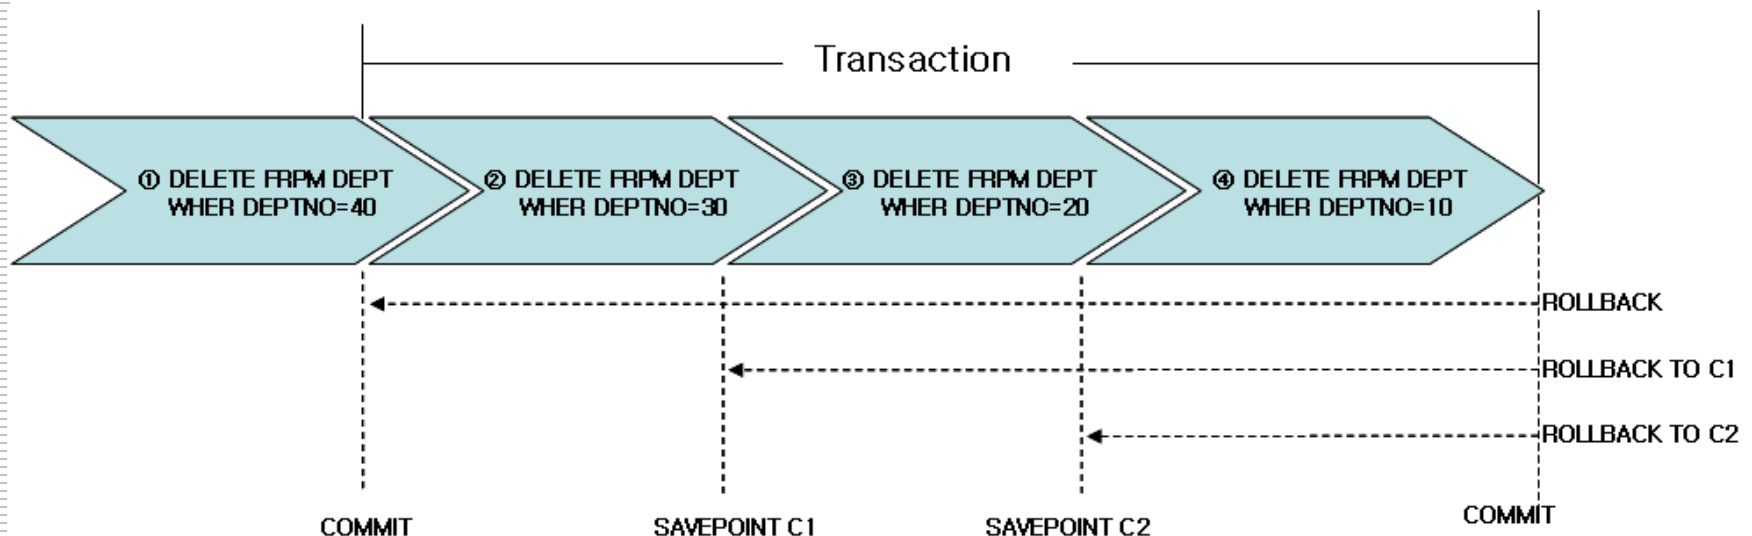 Transaction
① DELETE FRPM DEPT
WHER DEPTNO=40
② DELETE FRPM DEPT
WHER DEPTNO=30
③ DELETE FRPM DEPT
WHER DEPTNO=20
④ DELETE FRPM DEPT
WHER DEPTNO=10
ROLLBACK
ROLLBACK TO C1
ROLLBACK TO C2
COMMIT
SAVEPOINT C1
SAVEPOINT C2
COMMIT